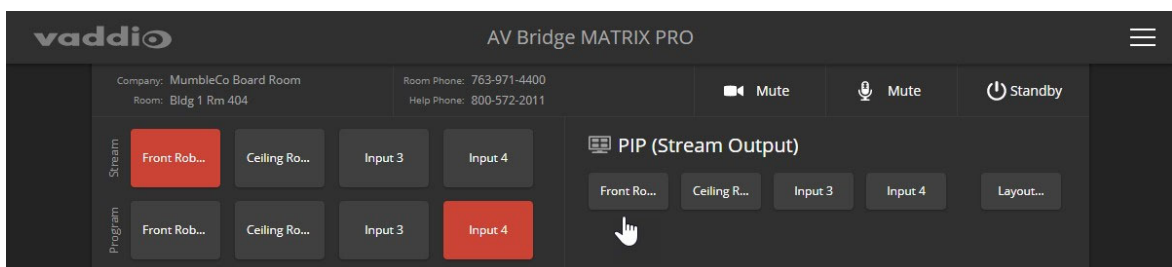 vaddio
AV Bridge MATRIX PRO
Company: MumbleCo Board Room
Room: Bldg 1 Rm 404
Room Phone: 763-971-4400
Help Phone: 800-572-2011
Mute
Mute
Standby
Stream
Front Rob...
Ceiling Ro...
Input 3
Input 4
Program
Front Rob...
Ceiling Ro...
Input 3
Input 4
PIP (Stream Output)
Front Ro...
Ceiling R...
Input 3
Input 4
Layout...